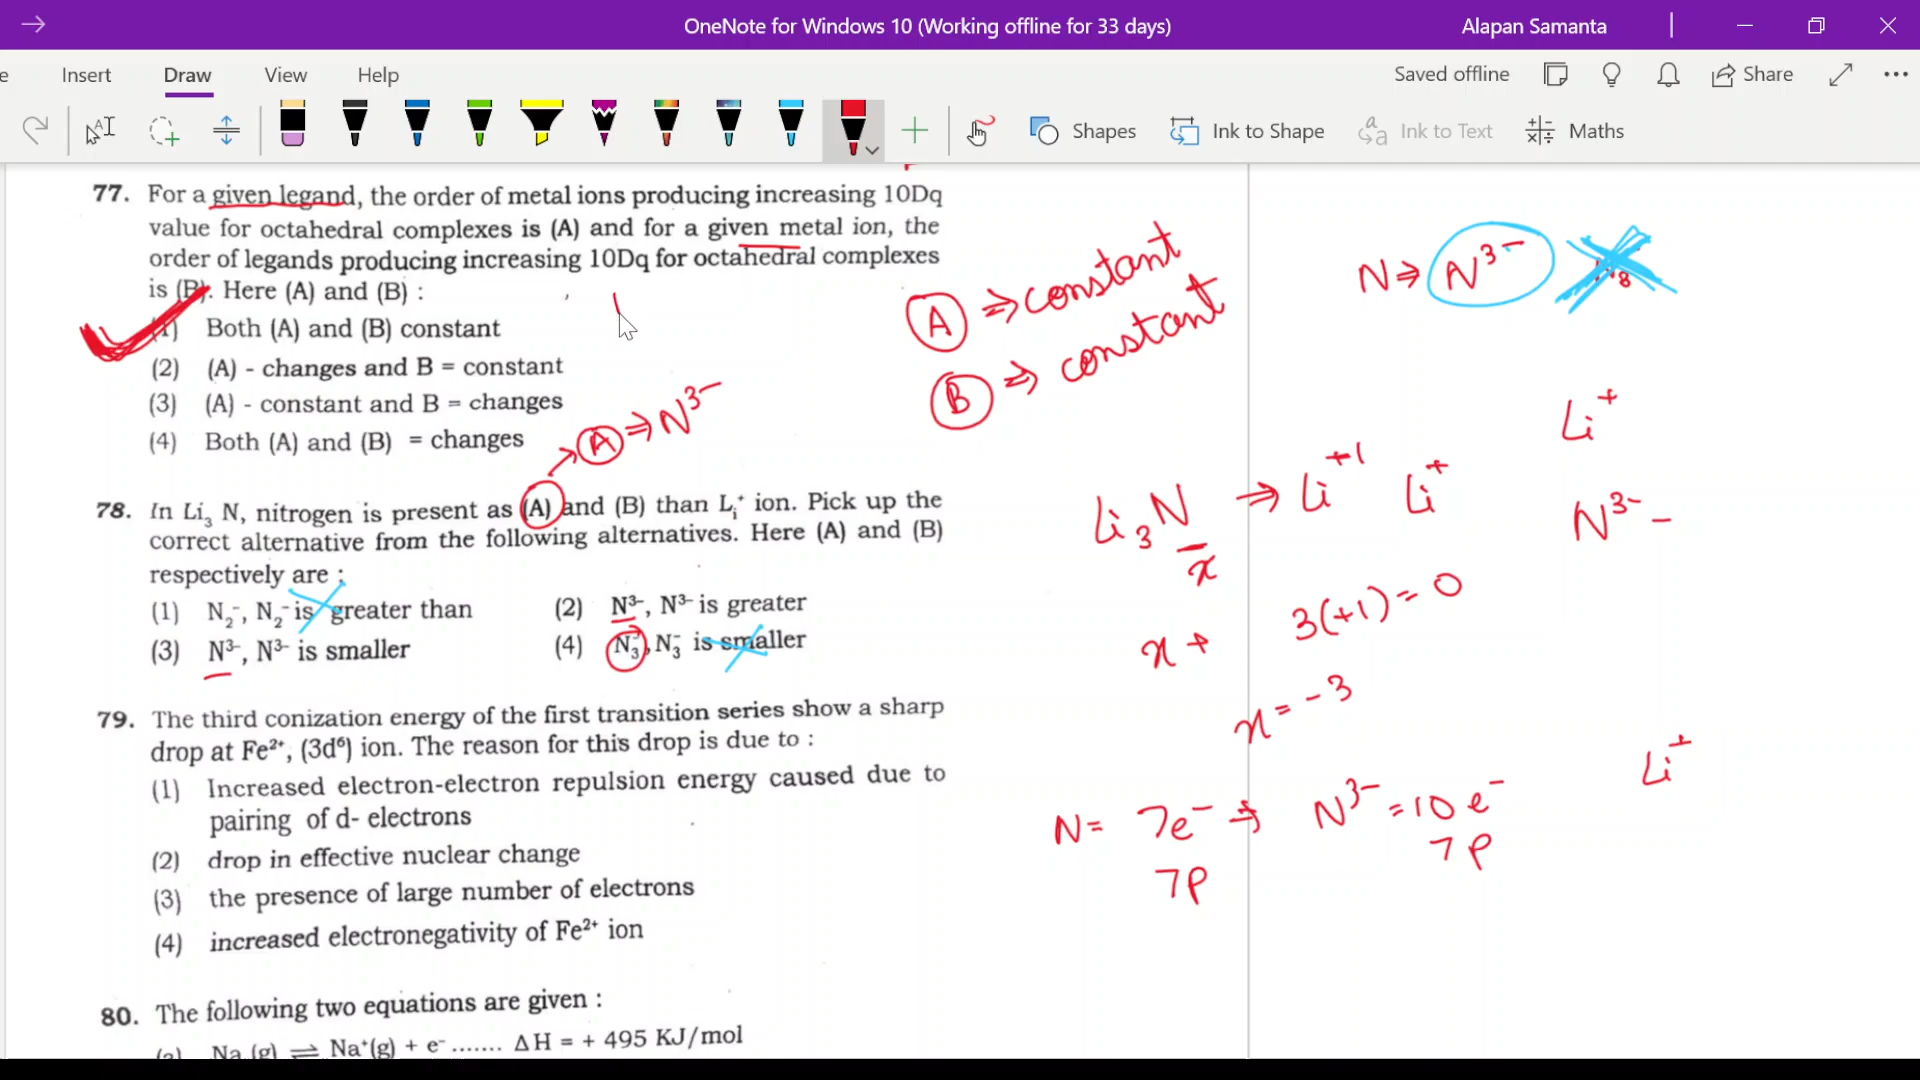 OneNote for Windows 10 (Working offline for 33 days)
Alapan Samanta
e Insert Draw View Help
Saved offline Share
Shapes Ink to Shape Ink to Text Maths
77. For a given legand, the order of metal ions producing increasing 10Dq
value for octahedral complexes is (A) and for a given metal ion, the
order of legands producing increasing 10Dq for octahedral complexes
is (B). Here (A) and (B) :
(1) Both (A) and (B) constant
(2) (A) - changes and B = constant
(3) (A) - constant and B = changes
(4) Both (A) and (B) = changes
A ⇒ constant
B ⇒ constant
N ⇒ N³⁻
A ⇒ N³⁻
78. In Li₃ N, nitrogen is present as (A) and (B) than Lᵢ⁺ ion. Pick up the
correct alternative from the following alternatives. Here (A) and (B)
respectively are :
(1) N₂⁻, N₂⁻ is greater than (2) N³⁻, N³⁻ is greater
(3) N³⁻, N³⁻ is smaller (4) N₃⁻, N₃⁻ is smaller
Li⁺
Li₃N ⇒ Li⁺¹ Li⁺
x
N³⁻ –
x + 3(+1) = 0
x = -3
Li⁺
N = 7e⁻ ⇒ N³⁻ = 10 e⁻
7P 7P
79. The third conization energy of the first transition series show a sharp
drop at Fe²⁺, (3d⁶) ion. The reason for this drop is due to :
(1) Increased electron-electron repulsion energy caused due to
pairing of d- electrons
(2) drop in effective nuclear change
(3) the presence of large number of electrons
(4) increased electronegativity of Fe²⁺ ion
80. The following two equations are given :
(a) Na (g) ⇌ Na⁺(g) + e⁻ ....... ΔH = + 495 KJ/mol